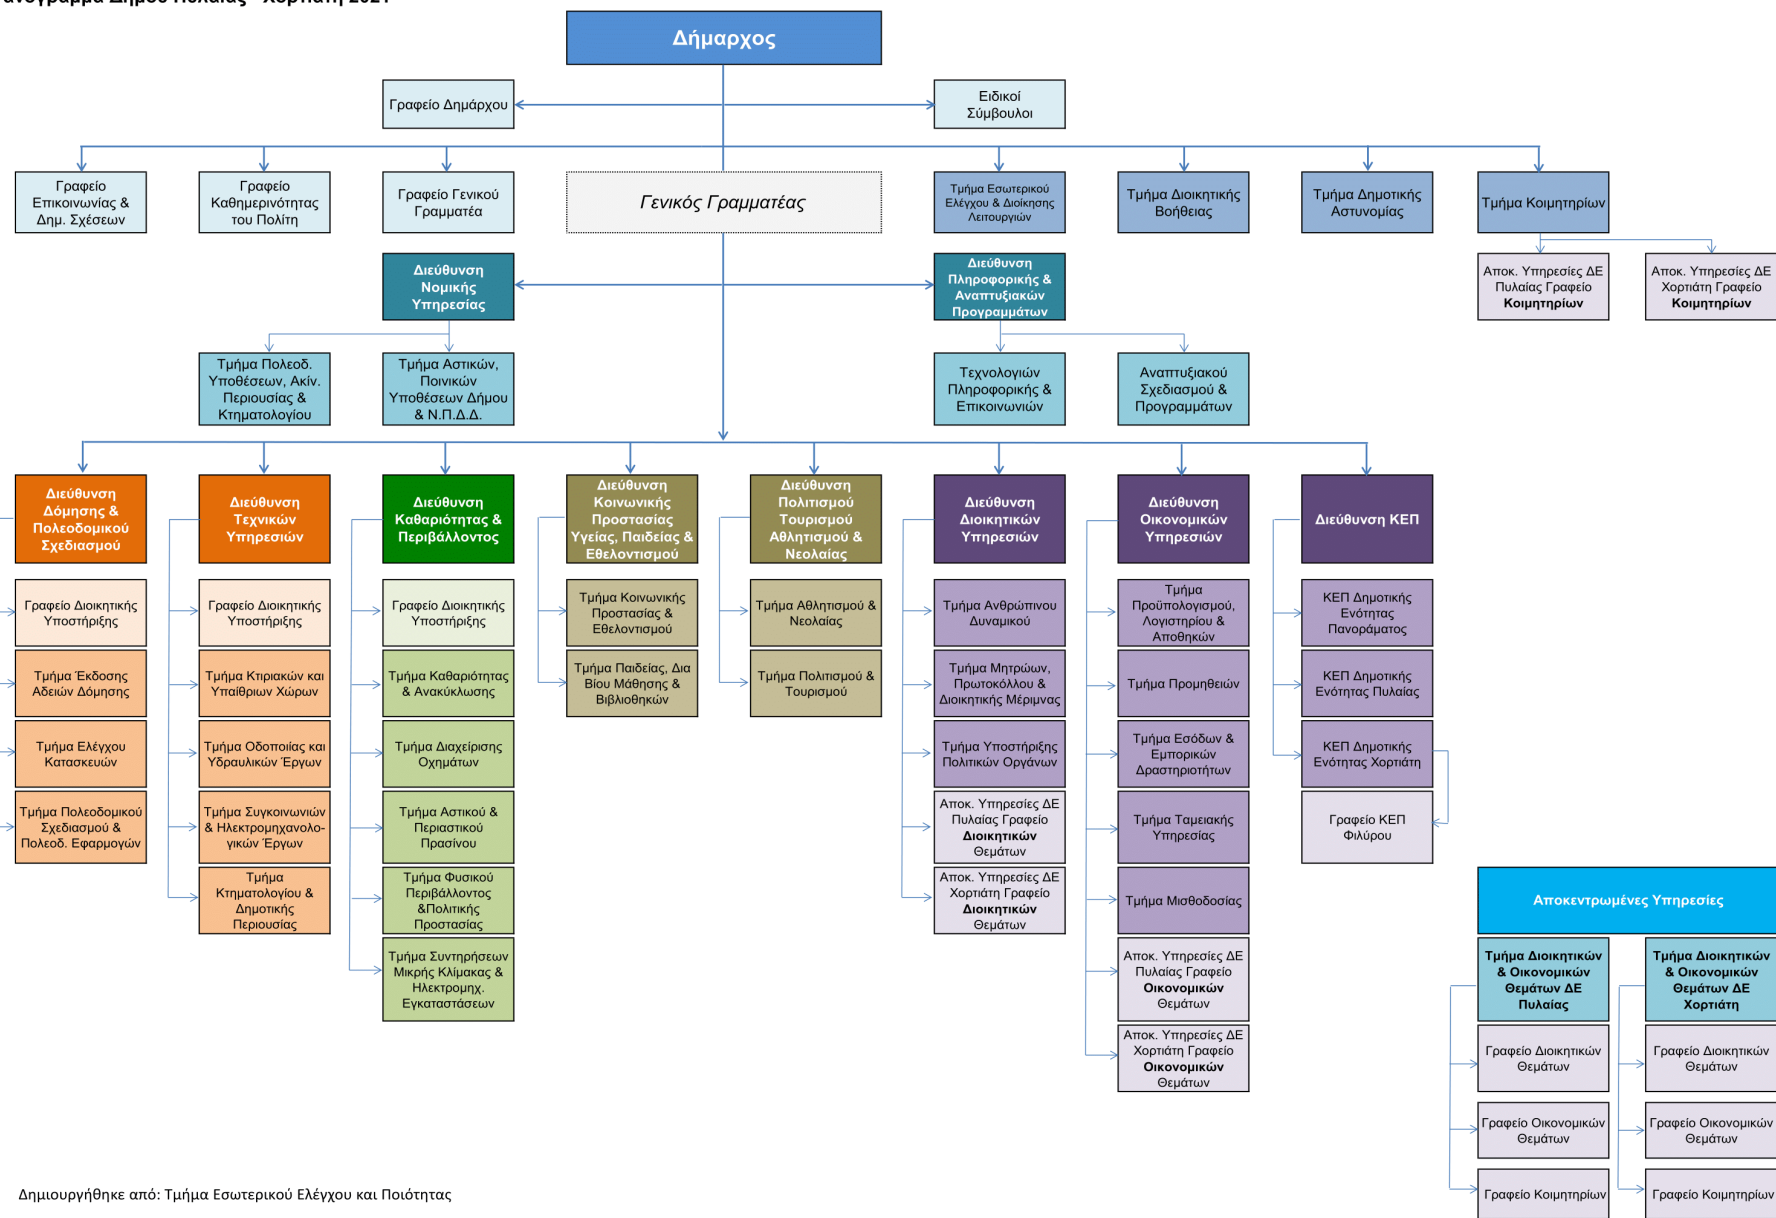 Δήμαρχος
Γραφείο Δημάρχου
Ειδικοί
Σύμβουλοι
Γραφείο
Επικοινωνίας &
Δημ. Σχέσεων
Γραφείο
Καθημερινότητας
του Πολίτη
Γραφείο Γενικού
Γραμματέα
Γενικός Γραμματέας
Τμήμα Εσωτερικού
Ελέγχου & Διοίκησης
Λειτουργιών
Τμήμα Διοικητικής
Βοήθειας
Τμήμα Δημοτικής
Αστυνομίας
Τμήμα Κοιμητηρίων
Αποκ. Υπηρεσίες ΔΕ
Πυλαίας Γραφείο
Κοιμητηρίων
Αποκ. Υπηρεσίες ΔΕ
Χορτιάτη Γραφείο
Κοιμητηρίων
Διεύθυνση
Νομικής
Υπηρεσίας
Διεύθυνση
Πληροφορικής &
Αναπτυξιακών
Προγραμμάτων
Τμήμα Πολεοδ.
Υποθέσεων, Ακίν.
Περιουσίας &
Κτηματολογίου
Τμήμα Αστικών,
Ποινικών
Υποθέσεων Δήμου
& Ν.Π.Δ.Δ.
Τεχνολογιών
Πληροφορικής &
Επικοινωνιών
Αναπτυξιακού
Σχεδιασμού &
Προγραμμάτων
Διεύθυνση
Δόμησης &
Πολεοδομικού
Σχεδιασμού
Γραφείο Διοικητικής
Υποστήριξης
Τμήμα Έκδοσης
Αδειών Δόμησης
Τμήμα Ελέγχου
Κατασκευών
Τμήμα Πολεοδομικού
Σχεδιασμού &
Πολεοδ. Εφαρμογών
Διεύθυνση
Τεχνικών
Υπηρεσιών
Γραφείο Διοικητικής
Υποστήριξης
Τμήμα Κτιριακών και
Υπαίθριων Χώρων
Τμήμα Οδοποιίας και
Υδραυλικών Έργων
Τμήμα Συγκοινωνιών
& Ηλεκτρομηχανολο-
γικών Έργων
Τμήμα
Κτηματολογίου &
Δημοτικής
Περιουσίας
Διεύθυνση
Καθαριότητας &
Περιβάλλοντος
Γραφείο Διοικητικής
Υποστήριξης
Τμήμα Καθαριότητας
& Ανακύκλωσης
Τμήμα Διαχείρισης
Οχημάτων
Τμήμα Αστικού &
Περιαστικού
Πρασίνου
Τμήμα Φυσικού
Περιβάλλοντος
&Πολιτικής
Προστασίας
Τμήμα Συντηρήσεων
Μικρής Κλίμακας &
Ηλεκτρομηχ.
Εγκαταστάσεων
Διεύθυνση
Κοινωνικής
Προστασίας
Υγείας, Παιδείας &
Εθελοντισμού
Τμήμα Κοινωνικής
Προστασίας &
Εθελοντισμού
Τμήμα Παιδείας, Δια
Βίου Μάθησης &
Βιβλιοθηκών
Διεύθυνση
Πολιτισμού
Τουρισμού
Αθλητισμού &
Νεολαίας
Τμήμα Αθλητισμού &
Νεολαίας
Τμήμα Πολιτισμού &
Τουρισμού
Διεύθυνση
Διοικητικών
Υπηρεσιών
Τμήμα Ανθρώπινου
Δυναμικού
Τμήμα Μητρώων,
Πρωτοκόλλου &
Διοικητικής Μέριμνας
Τμήμα Υποστήριξης
Πολιτικών Οργάνων
Αποκ. Υπηρεσίες ΔΕ
Πυλαίας Γραφείο
Διοικητικών
Θεμάτων
Αποκ. Υπηρεσίες ΔΕ
Χορτιάτη Γραφείο
Διοικητικών
Θεμάτων
Διεύθυνση
Οικονομικών
Υπηρεσιών
Τμήμα
Προϋπολογισμού,
Λογιστηρίου &
Αποθηκών
Τμήμα Προμηθειών
Τμήμα Εσόδων &
Εμπορικών
Δραστηριοτήτων
Τμήμα Ταμειακής
Υπηρεσίας
Τμήμα Μισθοδοσίας
Αποκ. Υπηρεσίες ΔΕ
Πυλαίας Γραφείο
Οικονομικών
Θεμάτων
Αποκ. Υπηρεσίες ΔΕ
Χορτιάτη Γραφείο
Οικονομικών
Θεμάτων
Διεύθυνση ΚΕΠ
ΚΕΠ Δημοτικής
Ενότητας
Πανοράματος
ΚΕΠ Δημοτικής
Ενότητας Πυλαίας
ΚΕΠ Δημοτικής
Ενότητας Χορτιάτη
Γραφείο ΚΕΠ
Φιλύρου
Αποκεντρωμένες Υπηρεσίες
Τμήμα Διοικητικών
& Οικονομικών
Θεμάτων ΔΕ
Πυλαίας
Γραφείο Διοικητικών
Θεμάτων
Γραφείο Οικονομικών
Θεμάτων
Γραφείο Κοιμητηρίων
Τμήμα Διοικητικών
& Οικονομικών
Θεμάτων ΔΕ
Χορτιάτη
Γραφείο Διοικητικών
Θεμάτων
Γραφείο Οικονομικών
Θεμάτων
Γραφείο Κοιμητηρίων
Δημιουργήθηκε από: Τμήμα Εσωτερικού Ελέγχου και Ποιότητας